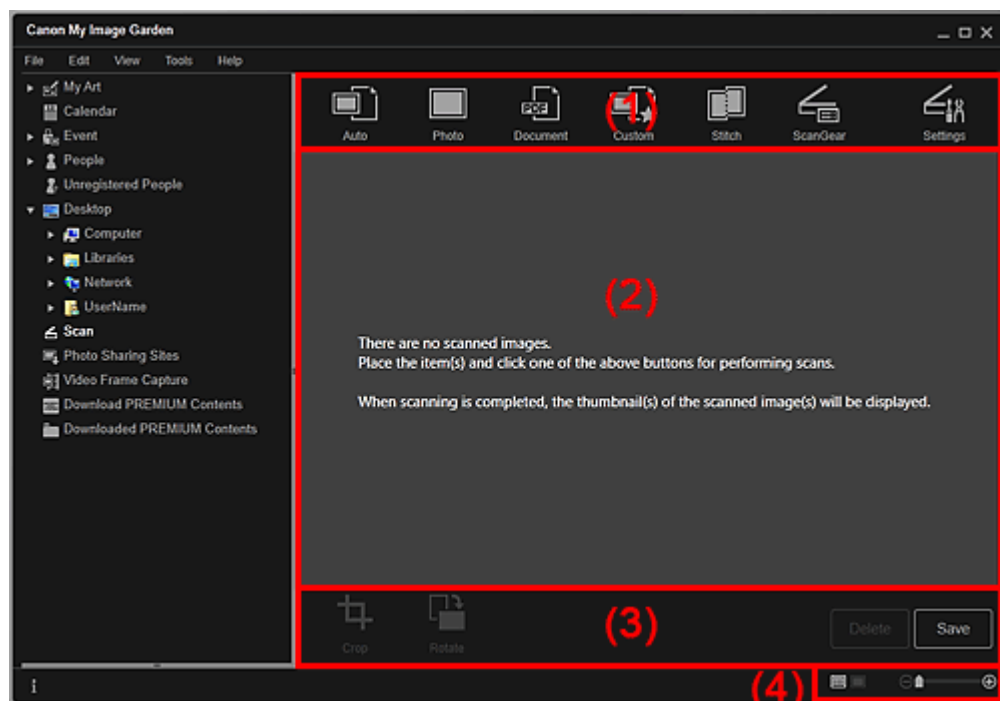 Canon My Image Garden
File Edit View Tools Help
My Art
Calendar
Event
People
Unregistered People
Desktop
Computer
Libraries
Network
UserName
Scan
Photo Sharing Sites
Video Frame Capture
Download PREMIUM Contents
Downloaded PREMIUM Contents
(1)
PDF
Auto Photo Document Custom Stitch ScanGear Settings
(2)
There are no scanned images.
Place the item(s) and click one of the above buttons for performing scans.
When scanning is completed, the thumbnail(s) of the scanned image(s) will be displayed.
(3)
Crop Rotate Delete Save
(4)